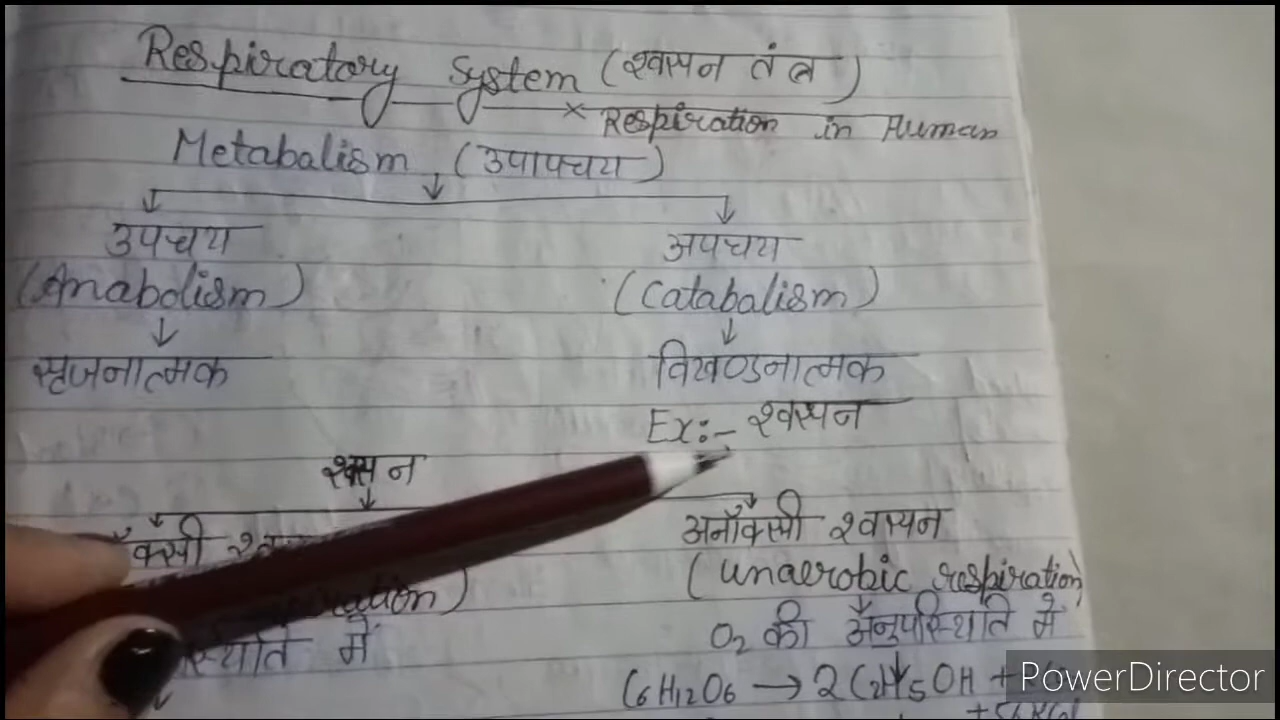 Respiratory System (श्वसन तंत्र)
× Respiration in Human
Metabalism (उपापचय)
उपचय अपचय
(Anabolism) (Catabalism)
सृजनात्मक विखण्डनात्मक
Ex:- श्वसन
श्वसन
अनॉक्सी श्वसन
(unaerobic respiration)
O2 की अनुपस्थिति में
C6H12O6 → 2C2H5OH +
PowerDirector